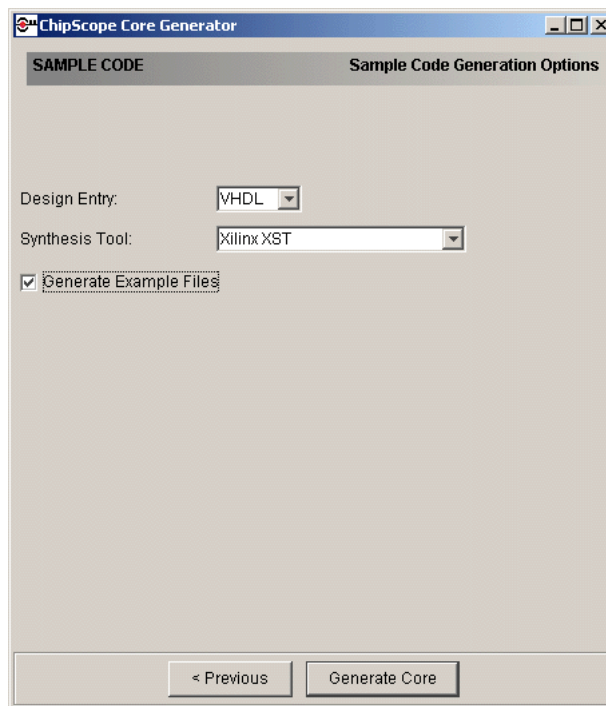 ChipScope Core Generator
SAMPLE CODE Sample Code Generation Options
Design Entry: VHDL
Synthesis Tool: Xilinx XST
Generate Example Files
< Previous Generate Core